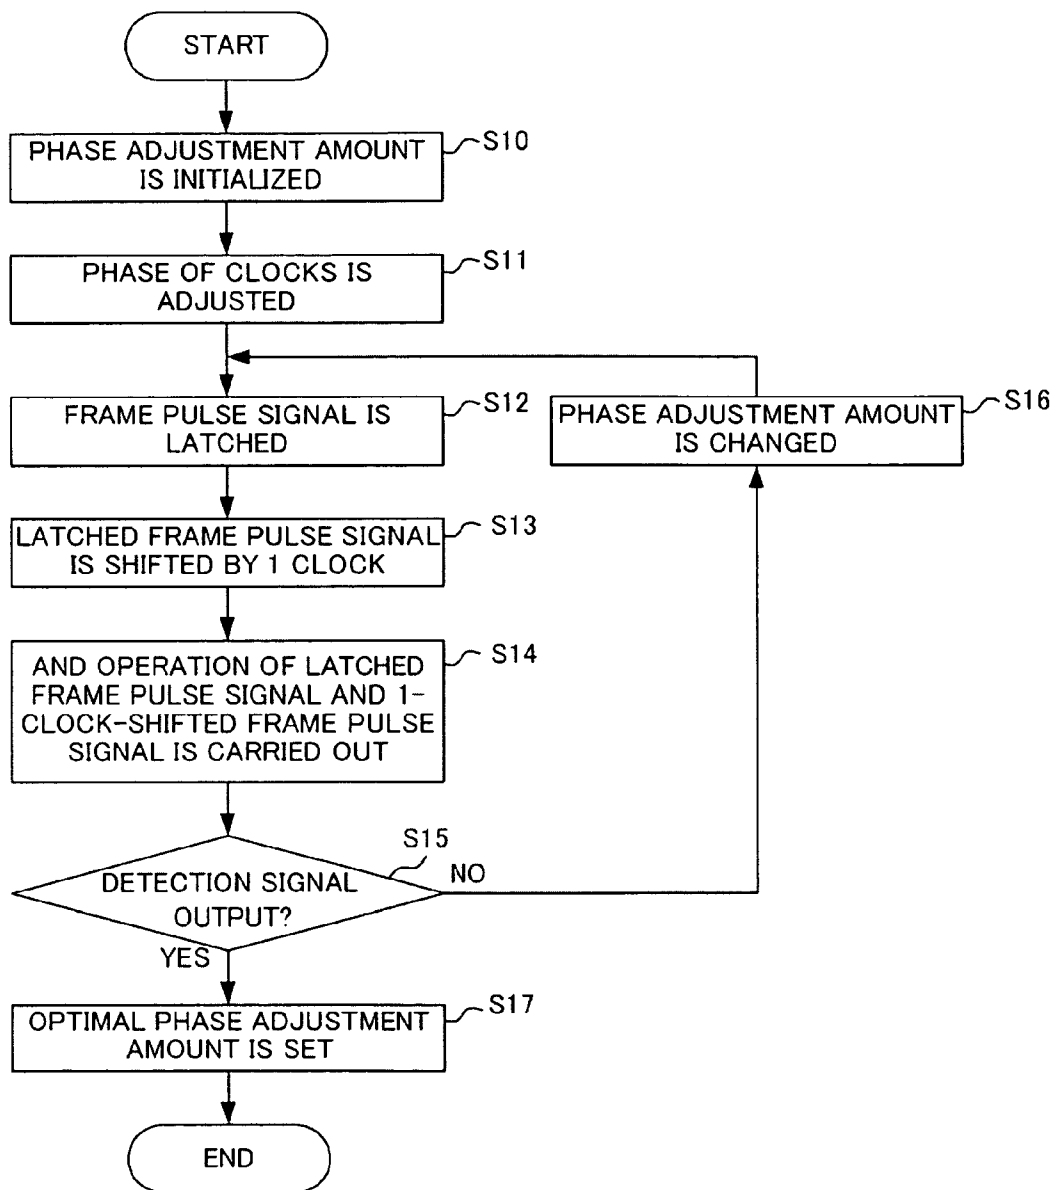 START
PHASE ADJUSTMENT AMOUNT
IS INITIALIZED
S10
PHASE OF CLOCKS IS
ADJUSTED
S11
FRAME PULSE SIGNAL IS
LATCHED
S12
PHASE ADJUSTMENT AMOUNT
IS CHANGED
S16
LATCHED FRAME PULSE SIGNAL
IS SHIFTED BY 1 CLOCK
S13
AND OPERATION OF LATCHED
FRAME PULSE SIGNAL AND 1-
CLOCK-SHIFTED FRAME PULSE
SIGNAL IS CARRIED OUT
S14
S15
DETECTION SIGNAL
OUTPUT?
NO
YES
OPTIMAL PHASE ADJUSTMENT
AMOUNT IS SET
S17
END